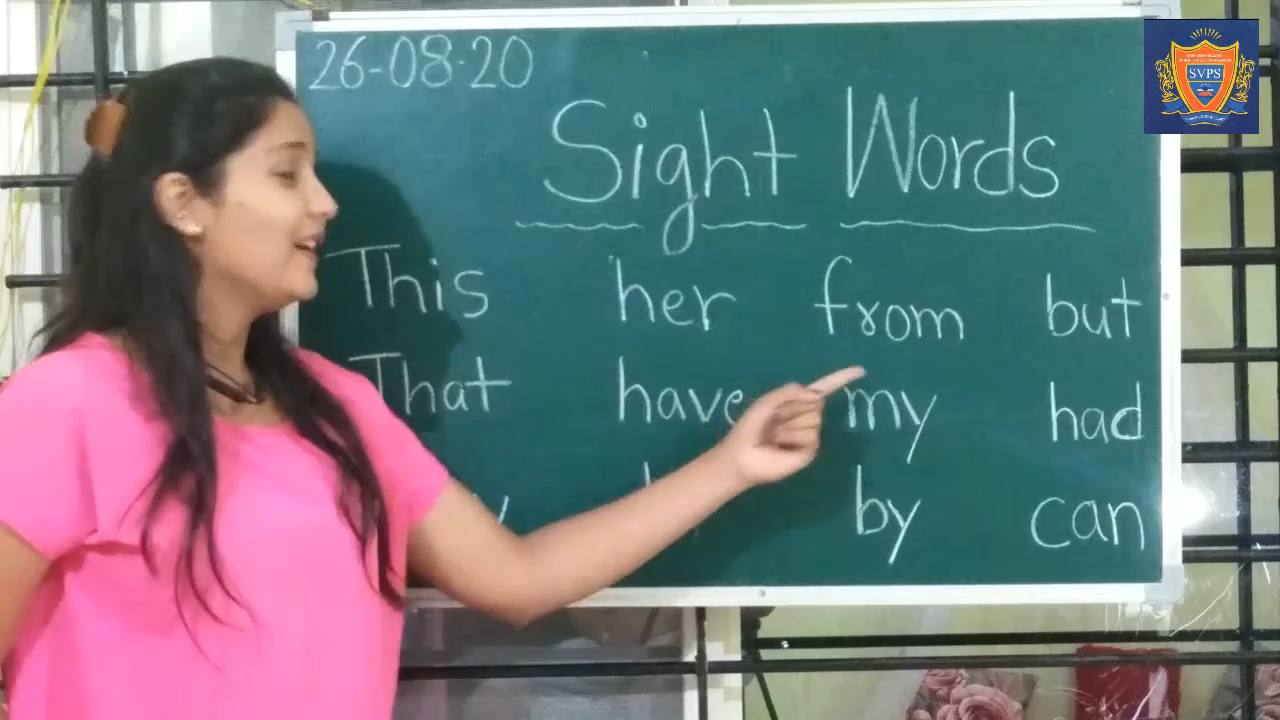 26-08-20
SVPS
Sight Words
This her from but
That have my had
by can